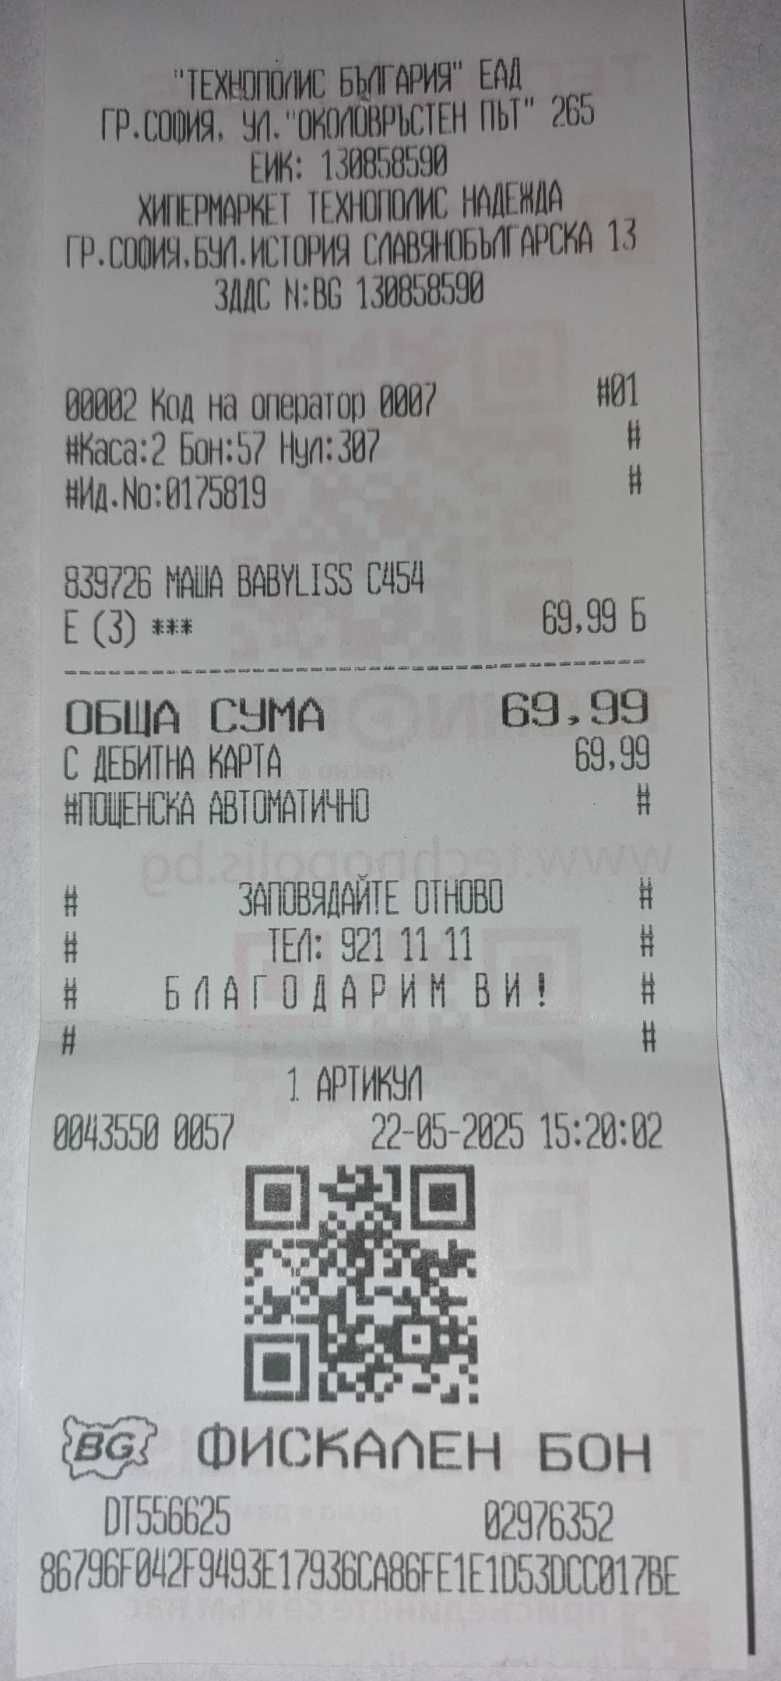 "ТЕХНОПОЛИС БЪЛГАРИЯ" ЕАД
ГР.СОФИЯ, УЛ."ОКОЛОВРЪСТЕН ПЪТ" 265
ЕИК: 130858590
ХИПЕРМАРКЕТ ТЕХНОПОЛИС НАДЕЖДА
ГР.СОФИЯ,БУЛ.ИСТОРИЯ СЛАВЯНОБЪЛГАРСКА 13
ЗДДС N:BG 130858590
00002 Код на оператор 0007 #01
#Каса:2 Бон:57 Нул:307 #
#Ид.No:0175819 #
839726 МАША BABYLISS C454
Е (3) *** 69,99 Б
ОБЩА СУМА 69,99
С ДЕБИТНА КАРТА 69,99
#ПОЩЕНСКА АВТОМАТИЧНО #
# ЗАПОВЯДАЙТЕ ОТНОВО #
# ТЕЛ: 921 11 11 #
# БЛАГОДАРИМ ВИ! #
# #
1 АРТИКУЛ
0043550 0057 22-05-2025 15:20:02
BG ФИСКАЛЕН БОН
DT556625 02976352
86796F042F9493E17936CA86FE1E1D53DCC017BE